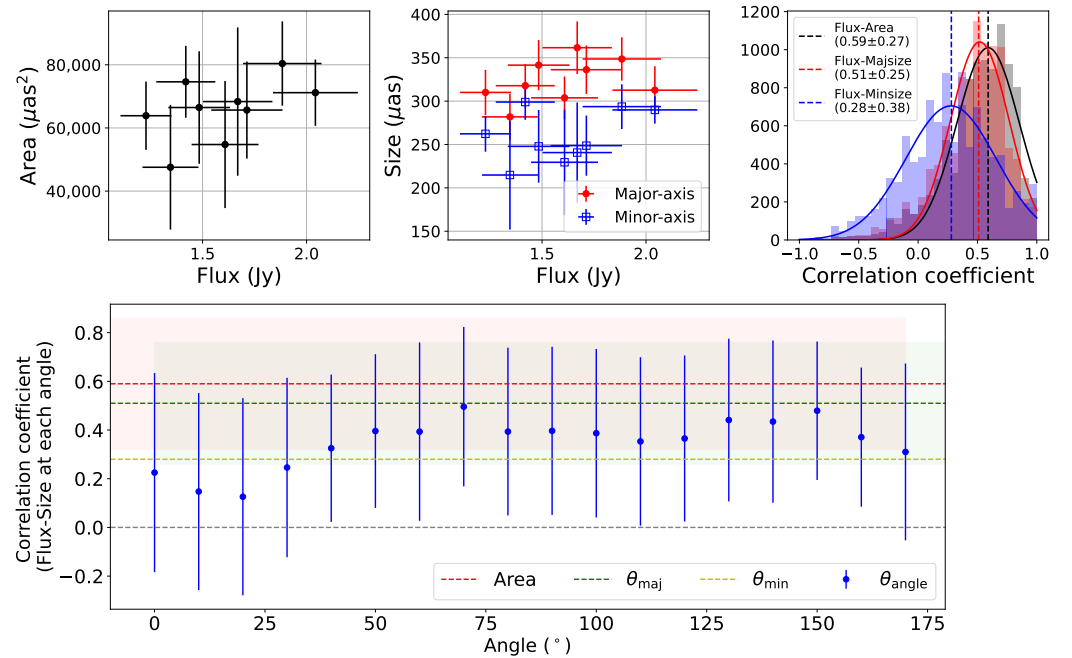 Area (μas²)
80,000
60,000
40,000
1.5
2.0
Flux (Jy)
Size (μas)
400
350
300
250
200
150
Major-axis
Minor-axis
1.5
2.0
Flux (Jy)
1200
1000
800
600
400
200
0
Flux-Area
(0.59±0.27)
Flux-Majsize
(0.51±0.25)
Flux-Minsize
(0.28±0.38)
−1.0
−0.5
0.0
0.5
1.0
Correlation coefficient
Correlation coefficient
(Flux-Size at each angle)
0.8
0.6
0.4
0.2
0.0
−0.2
Area
θmaj
θmin
θangle
0
25
50
75
100
125
150
175
Angle (°)